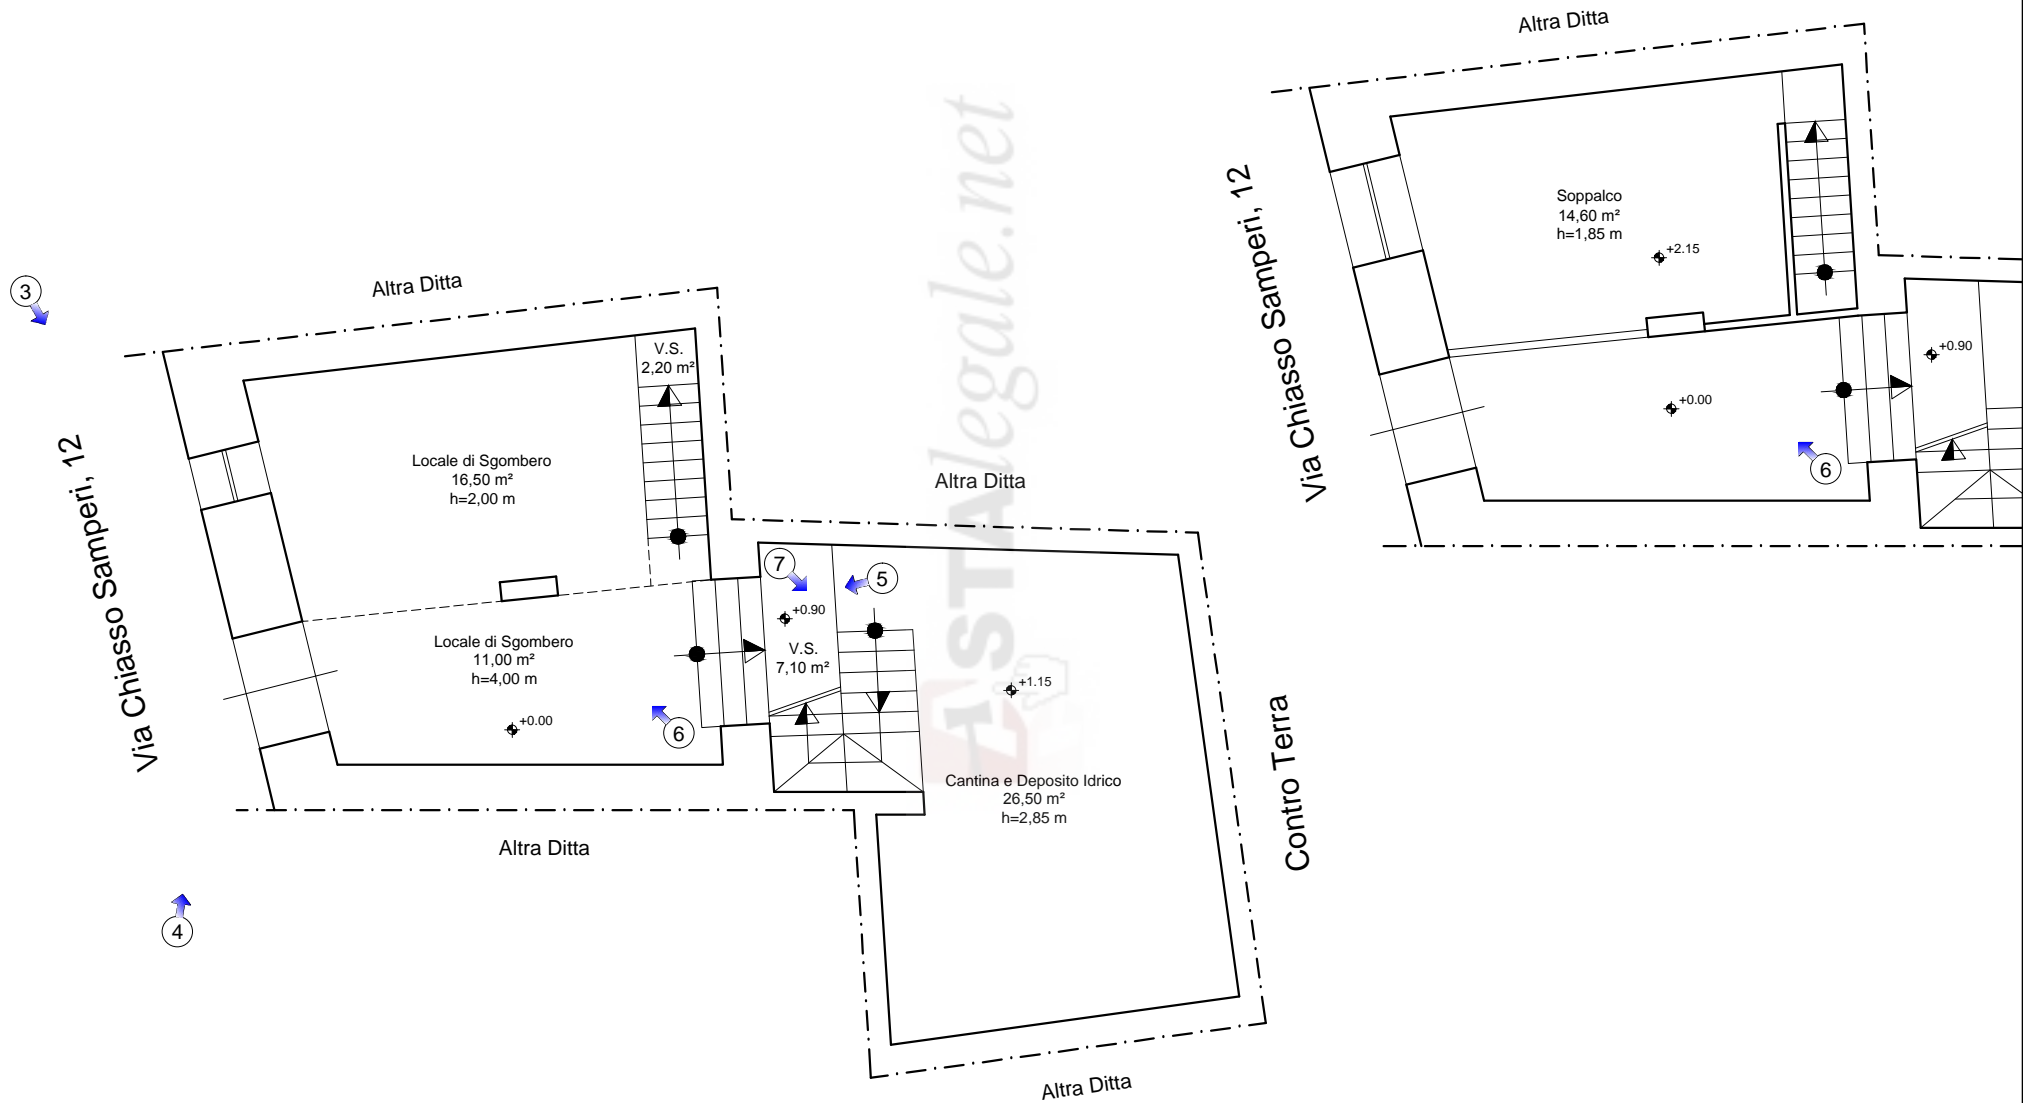 3
Altra Ditta
Via Chiasso Samperi, 12
V.S.
2,20 m²
Locale di Sgombero
16,50 m²
h=2,00 m
Locale di Sgombero
11,00 m²
h=4,00 m
+0.00
6
7
5
+0.90
V.S.
7,10 m²
Altra Ditta
+1.15
Cantina e Deposito Idrico
26,50 m²
h=2,85 m
Contro Terra
Altra Ditta
4
Altra Ditta
ASTAlegale.net
Altra Ditta
Via Chiasso Samperi, 12
Soppalco
14,60 m²
h=1,85 m
+2.15
+0.90
+0.00
6